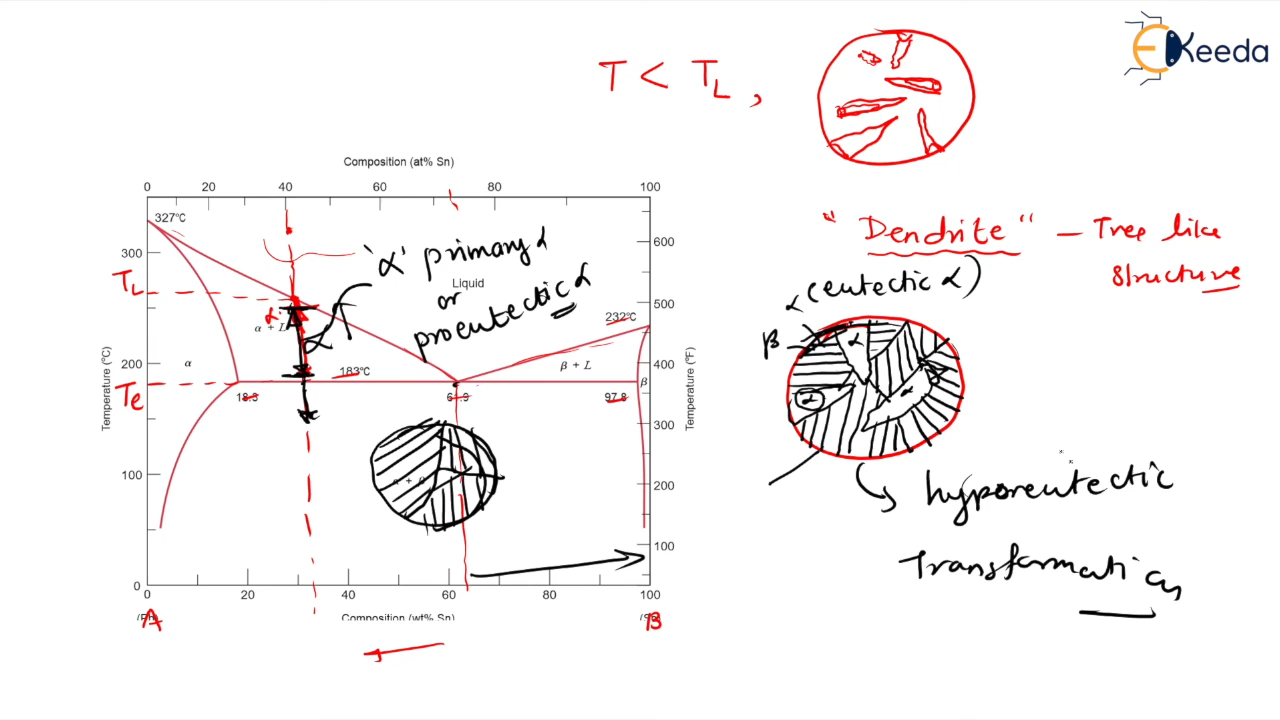 EKeeda
T < TL ,
Composition (at% Sn)
0 20 40 60 80 100
327°C
300
200
100
0
600
500
400
300
200
100
TL
Te
Temperature (°C)
Temperature (°F)
'α' primary α
or
proeutectic α
Liquid
α + L
α
α
α
232°C
β + L
β
183°C
18.3
61.9
97.8
α + β
0 20 40 60 80 100
(Pb)
Composition (wt% Sn)
A
B
"Dendrite" – Tree like
structure
α (eutectic α)
β
α
α
α
hypoeutectic
Transformation